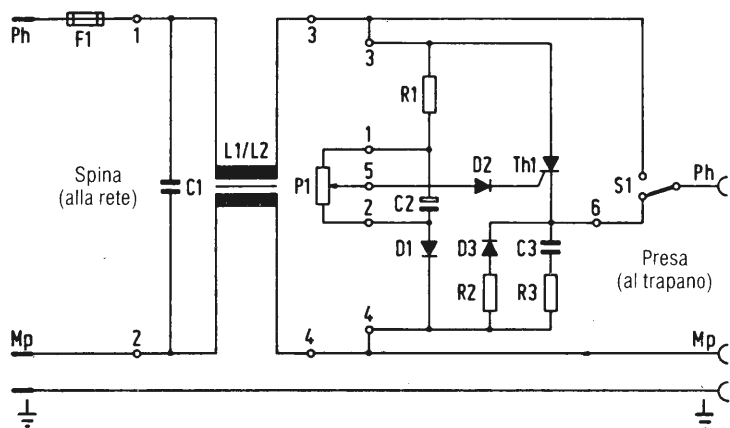 Ph
F1
1
3
3
R1
L1/L2
1
Spina
(alla rete)
C1
P1
5
D2
Th1
S1
Ph
C2
2
6
D1
D3
C3
Presa
(al trapano)
R2
R3
4
Mp
2
4
Mp